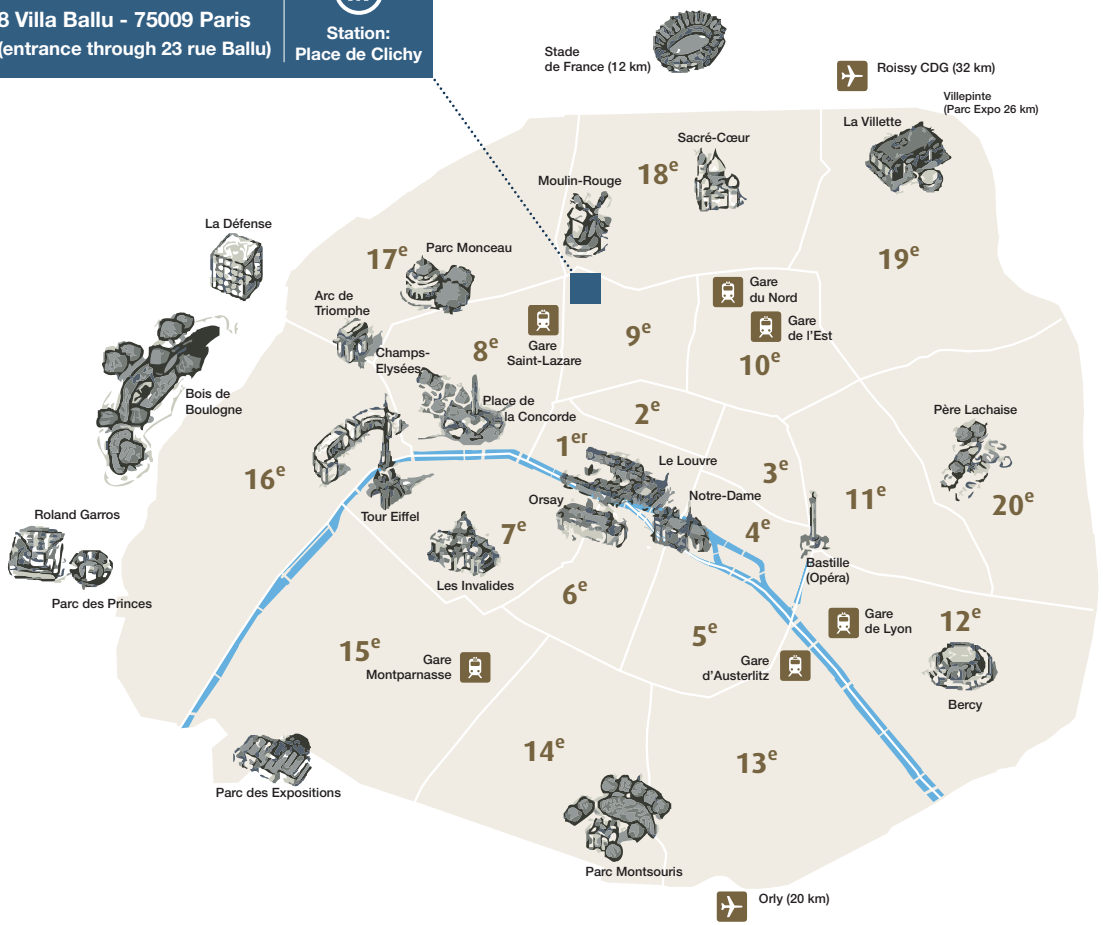 8 Villa Ballu - 75009 Paris
(entrance through 23 rue Ballu)
Station:
Place de Clichy
Stade
de France (12 km)
Roissy CDG (32 km)
Villepinte
(Parc Expo 26 km)
La Villette
Sacré-Cœur
18e
Moulin-Rouge
La Défense
17e
Parc Monceau
19e
Arc de
Triomphe
Gare
du Nord
Gare
de l'Est
Gare
Saint-Lazare
9e
8e
10e
Champs-
Elysées
Bois de
Boulogne
Place de
la Concorde
2e
Père Lachaise
1er
Le Louvre
16e
3e
11e
20e
Orsay
Notre-Dame
Roland Garros
Tour Eiffel
7e
4e
Bastille
(Opéra)
Les Invalides
Parc des Princes
6e
Gare
de Lyon
12e
5e
15e
Gare
Montparnasse
Gare
d'Austerlitz
Bercy
14e
13e
Parc des Expositions
Parc Montsouris
Orly (20 km)